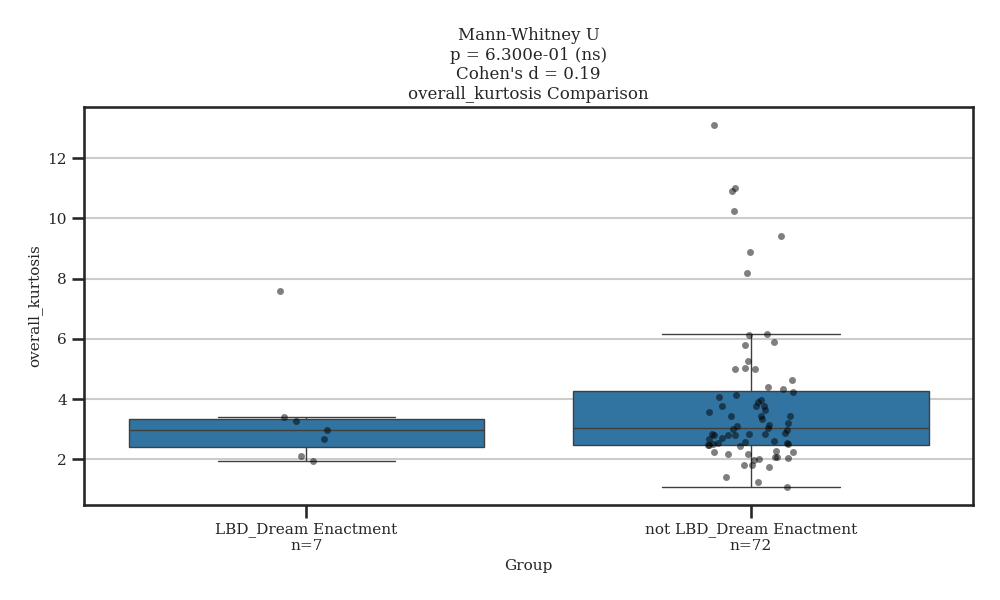 Mann-Whitney U
p = 6.300e-01 (ns)
Cohen's d = 0.19
overall_kurtosis Comparison
overall_kurtosis
12
10
8
6
4
2
LBD_Dream Enactment
n=7
not LBD_Dream Enactment
n=72
Group